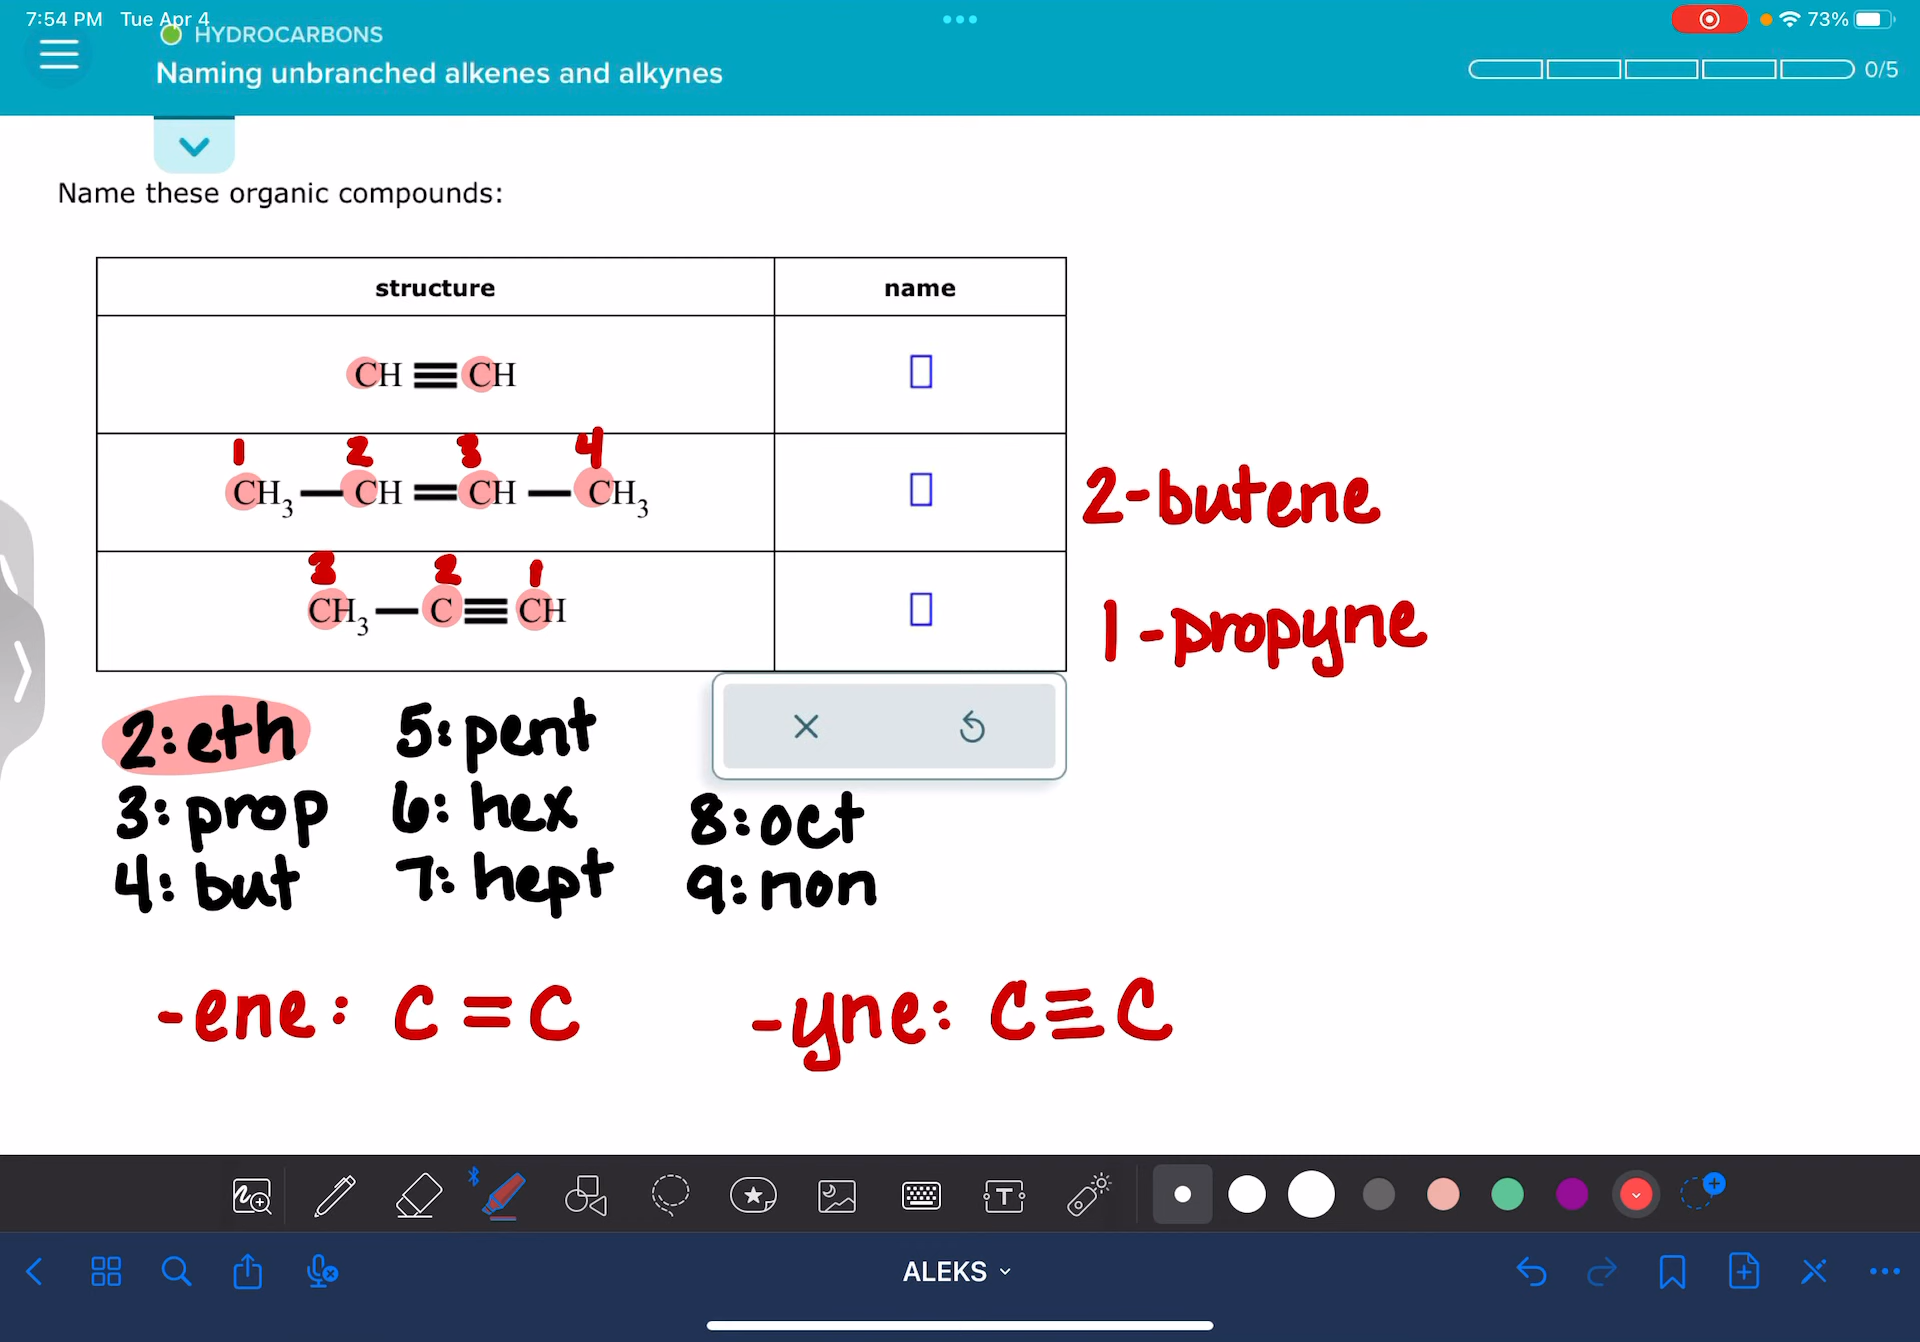 7:54 PM Tue Apr 4
73%
HYDROCARBONS
Naming unbranched alkenes and alkynes
0/5
Name these organic compounds:
structure name
CH≡CH
1 2 3 4
CH₃—CH=CH—CH₃
2-butene
3 2 1
CH₃—C≡CH
1-propyne
2:eth 5:pent
3:prop 6:hex 8:oct
4:but 7:hept 9:non
-ene: C=C -yne: C≡C
T
ALEKS